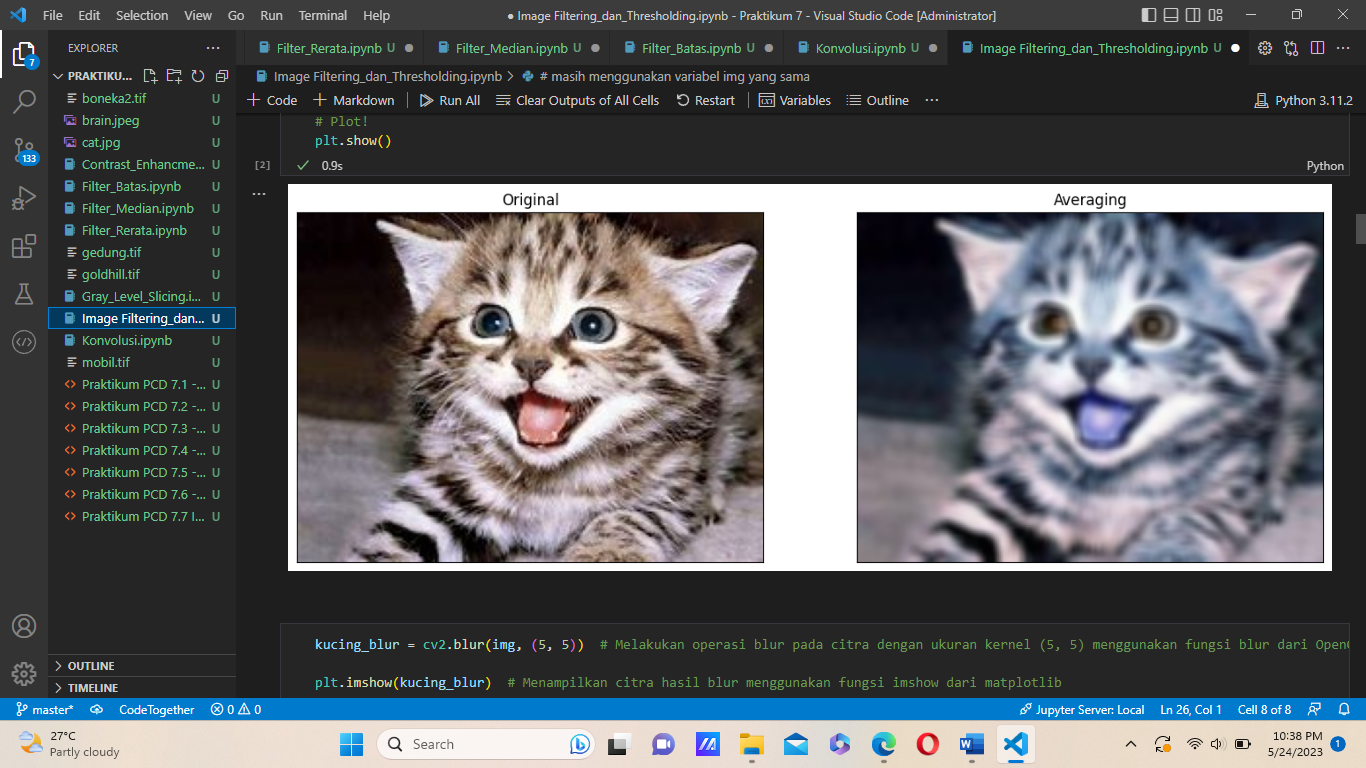 File Edit Selection View Go Run Terminal Help
● Image Filtering_dan_Thresholding.ipynb - Praktikum 7 - Visual Studio Code [Administrator]
EXPLORER
Filter_Rerata.ipynb U
Filter_Median.ipynb U
Filter_Batas.ipynb U
Konvolusi.ipynb U
Image Filtering_dan_Thresholding.ipynb U
PRAKTIKU...
Image Filtering_dan_Thresholding.ipynb > # masih menggunakan variabel img yang sama
+ Code + Markdown Run All Clear Outputs of All Cells Restart Variables Outline ... Python 3.11.2
boneka2.tif U
brain.jpeg U
cat.jpg U
Contrast_Enhancme... U
Filter_Batas.ipynb U
Filter_Median.ipynb U
Filter_Rerata.ipynb U
gedung.tif U
goldhill.tif U
Gray_Level_Slicing.i... U
Image Filtering_dan... U
Konvolusi.ipynb U
mobil.tif U
Praktikum PCD 7.1 -... U
Praktikum PCD 7.2 -... U
Praktikum PCD 7.3 -... U
Praktikum PCD 7.4 -... U
Praktikum PCD 7.5 -... U
Praktikum PCD 7.6 -... U
Praktikum PCD 7.7 I... U
OUTLINE
TIMELINE
# Plot!
plt.show()
[2] 0.9s Python
Original Averaging
kucing_blur = cv2.blur(img, (5, 5)) # Melakukan operasi blur pada citra dengan ukuran kernel (5, 5) menggunakan fungsi blur dari Open
plt.imshow(kucing_blur) # Menampilkan citra hasil blur menggunakan fungsi imshow dari matplotlib
7
133
master* CodeTogether 0 0 Jupyter Server: Local Ln 26, Col 1 Cell 8 of 8
27°C
Partly cloudy
Search
10:38 PM
5/24/2023
1